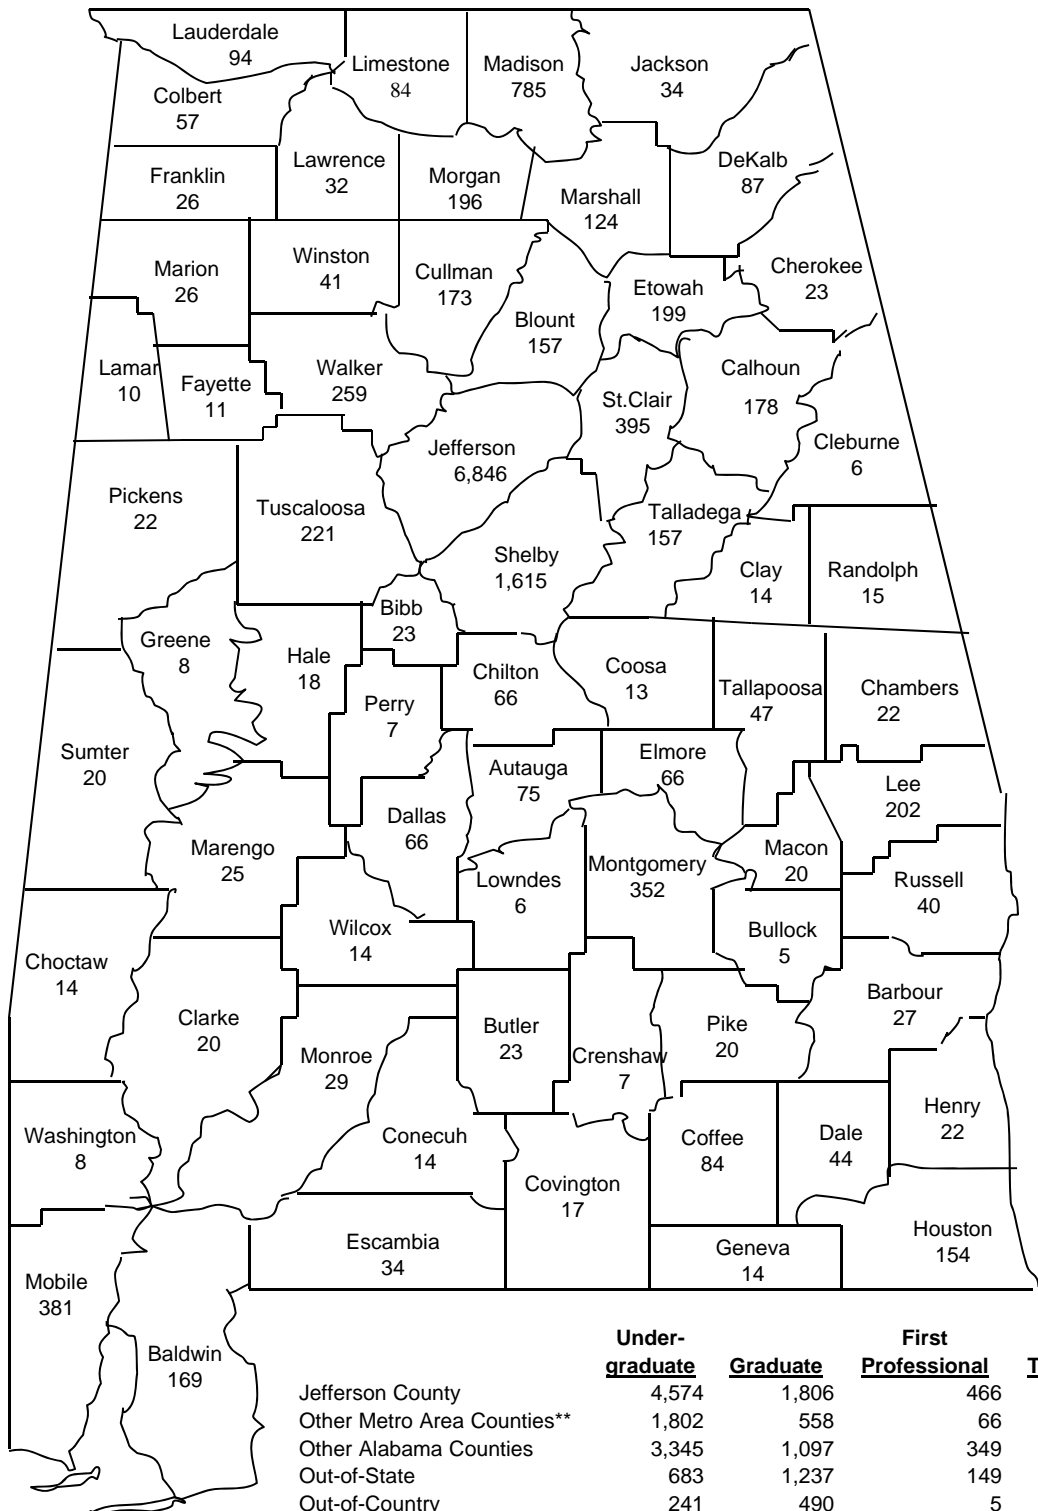 Lauderdale
94
Limestone
84
Madison
785
Jackson
34
Colbert
57
Franklin
26
Lawrence
32
Morgan
196
Marshall
124
DeKalb
87
Marion
26
Winston
41
Cullman
173
Blount
157
Etowah
199
Cherokee
23
Lamar
10
Fayette
11
Walker
259
Jefferson
6,846
St.Clair
395
Calhoun
178
Cleburne
6
Pickens
22
Tuscaloosa
221
Shelby
1,615
Talladega
157
Clay
14
Randolph
15
Bibb
23
Greene
8
Hale
18
Perry
7
Chilton
66
Coosa
13
Tallapoosa
47
Chambers
22
Sumter
20
Marengo
25
Dallas
66
Autauga
75
Elmore
66
Lee
202
Lowndes
6
Montgomery
352
Macon
20
Russell
40
Choctaw
14
Wilcox
14
Bullock
5
Clarke
20
Monroe
29
Butler
23
Crenshaw
7
Pike
20
Barbour
27
Washington
8
Conecuh
14
Covington
17
Coffee
84
Dale
44
Henry
22
Escambia
34
Geneva
14
Houston
154
Mobile
381
Baldwin
169
Under- First
graduate Graduate Professional T
Jefferson County 4,574 1,806 466
Other Metro Area Counties** 1,802 558 66
Other Alabama Counties 3,345 1,097 349
Out-of-State 683 1,237 149
Out-of-Country 241 490 5